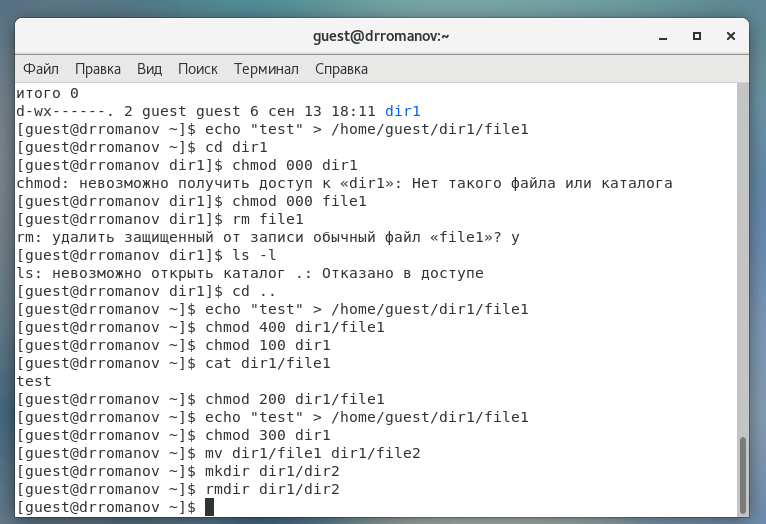 guest@drromanov:~
Файл Правка Вид Поиск Терминал Справка
итого 0
d-wx------. 2 guest guest 6 сен 13 18:11 dir1
[guest@drromanov ~]$ echo "test" > /home/guest/dir1/file1
[guest@drromanov ~]$ cd dir1
[guest@drromanov dir1]$ chmod 000 dir1
chmod: невозможно получить доступ к «dir1»: Нет такого файла или каталога
[guest@drromanov dir1]$ chmod 000 file1
[guest@drromanov dir1]$ rm file1
rm: удалить защищенный от записи обычный файл «file1»? y
[guest@drromanov dir1]$ ls -l
ls: невозможно открыть каталог .: Отказано в доступе
[guest@drromanov dir1]$ cd ..
[guest@drromanov ~]$ echo "test" > /home/guest/dir1/file1
[guest@drromanov ~]$ chmod 400 dir1/file1
[guest@drromanov ~]$ chmod 100 dir1
[guest@drromanov ~]$ cat dir1/file1
test
[guest@drromanov ~]$ chmod 200 dir1/file1
[guest@drromanov ~]$ echo "test" > /home/guest/dir1/file1
[guest@drromanov ~]$ chmod 300 dir1
[guest@drromanov ~]$ mv dir1/file1 dir1/file2
[guest@drromanov ~]$ mkdir dir1/dir2
[guest@drromanov ~]$ rmdir dir1/dir2
[guest@drromanov ~]$